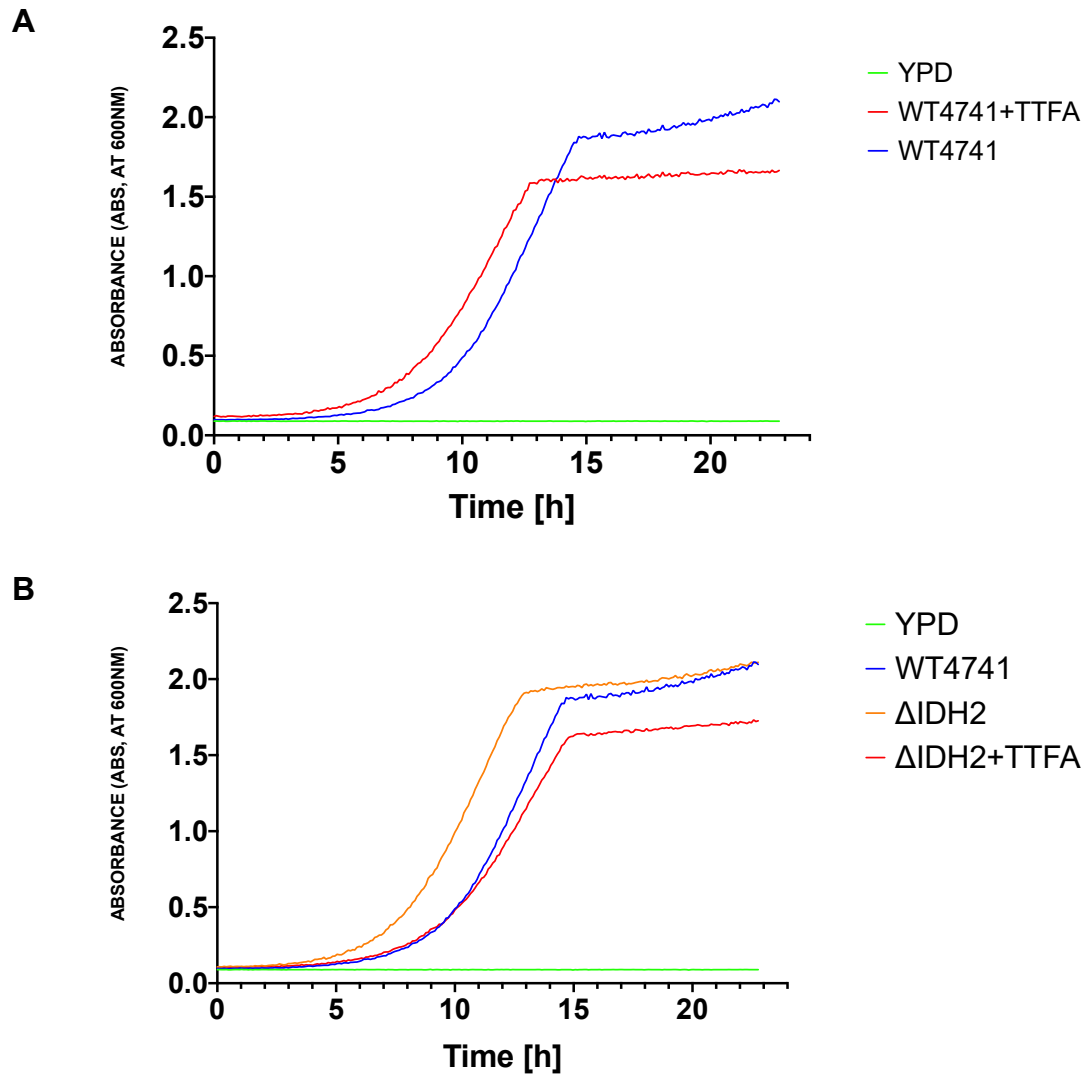 A
ABSORBANCE (ABS, AT 600NM)
2.5
2.0
1.5
1.0
0.5
0.0
0 5 10 15 20
Time [h]
YPD
WT4741+TTFA
WT4741
B
ABSORBANCE (ABS, AT 600NM)
2.5
2.0
1.5
1.0
0.5
0.0
0 5 10 15 20
Time [h]
YPD
WT4741
ΔIDH2
ΔIDH2+TTFA